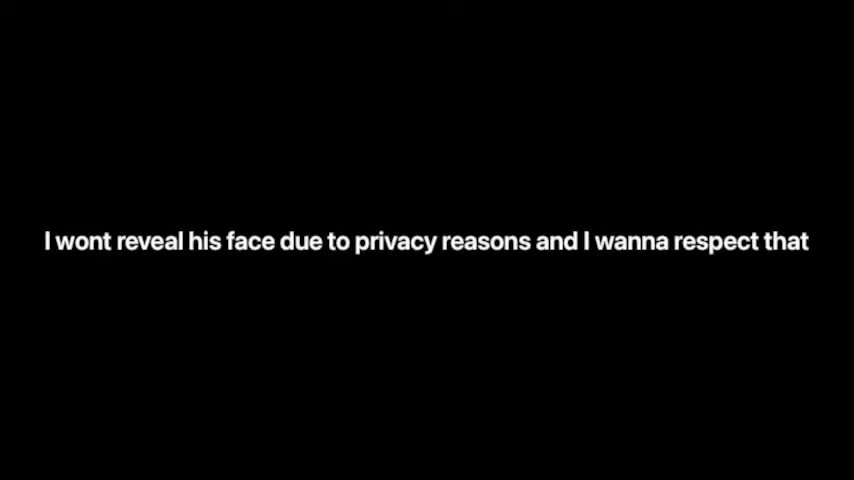 I wont reveal his face due to privacy reasons and I wanna respect that